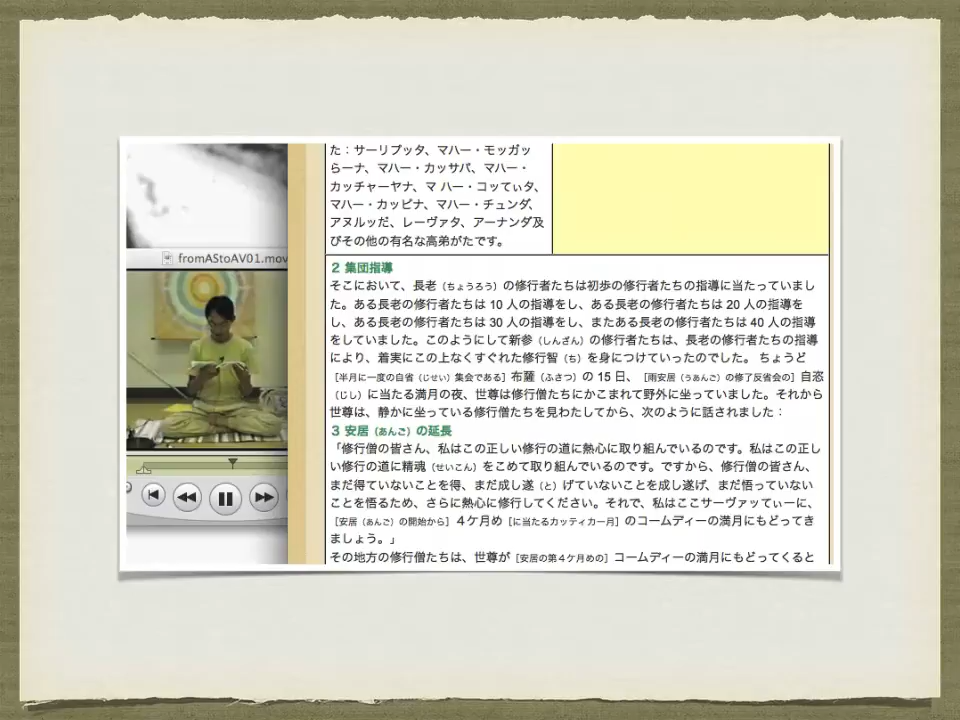 fromAStoAV01.mov
た：サーリプッタ、マハー・モッガッ
らーナ、マハー・カッサパ、マハー・
カッチャーヤナ、マ ハー・コッてぃタ、
マハー・カッピナ、マハー・チュンダ、
アヌルッだ、レーヴァタ、アーナンダ及
びその他の有名な高弟がたです。
2 集団指導
そこにおいて、長老（ちょうろう）の修行者たちは初歩の修行者たちの指導に当たっていまし
た。ある長老の修行者たちは 10 人の指導をし、ある長老の修行者たちは 20 人の指導を
し、ある長老の修行者たちは 30 人の指導をし、またある長老の修行者たちは 40 人の指導
をしていました。このようにして新参（しんざん）の修行者たちは、長老の修行者たちの指導
により、着実にこの上なくすぐれた修行智（ち）を身につけていったのでした。 ちょうど
［半月に一度の自省（じせい）集会である］布薩（ふさつ）の 15 日、［雨安居（うあんご）の修了反省会の］自恣
（じし）に当たる満月の夜、世尊は修行僧たちにかこまれて野外に坐っていました。それから
世尊は、静かに坐っている修行僧たちを見わたしてから、次のように話されました：
3 安居（あんご）の延長
「修行僧の皆さん、私はこの正しい修行の道に熱心に取り組んでいるのです。私はこの正し
い修行の道に精魂（せいこん）をこめて取り組んでいるのです。ですから、修行僧の皆さん、
まだ得ていないことを得、まだ成し遂（と）げていないことを成し遂げ、まだ悟っていない
ことを悟るため、さらに熱心に修行してください。それで、私はここサーヴァッてぃーに、
［安居（あんご）の開始から］４ケ月め［に当たるカッティカー月］のコームディーの満月にもどってき
ましょう。」
その地方の修行僧たちは、世尊が［安居の第４ケ月めの］コームディーの満月にもどってくると